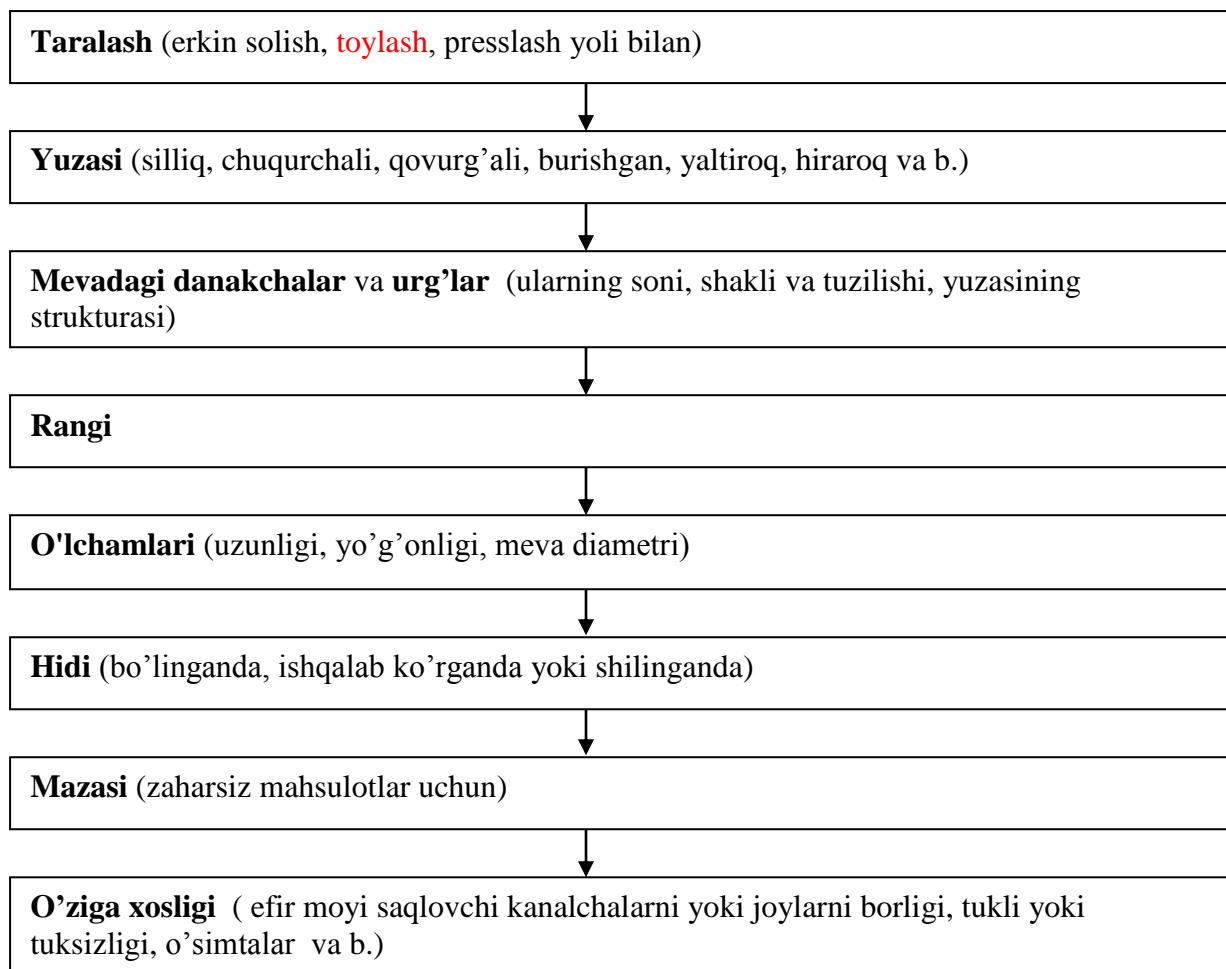 Taralash (erkin solish, toylash, presslash yoli bilan)
Yuzasi (silliq, chuqurchali, qovurg’ali, burishgan, yaltiroq, hiraroq va b.)
Mevadagi danakchalar va urg’lar (ularning soni, shakli va tuzilishi, yuzasining
strukturasi)
Rangi
O'lchamlari (uzunligi, yo’g’onligi, meva diametri)
Hidi (bo’linganda, ishqalab ko’rganda yoki shilinganda)
Mazasi (zaharsiz mahsulotlar uchun)
O’ziga xosligi ( efir moyi saqlovchi kanalchalarni yoki joylarni borligi, tukli yoki
tuksizligi, o’simtalar va b.)